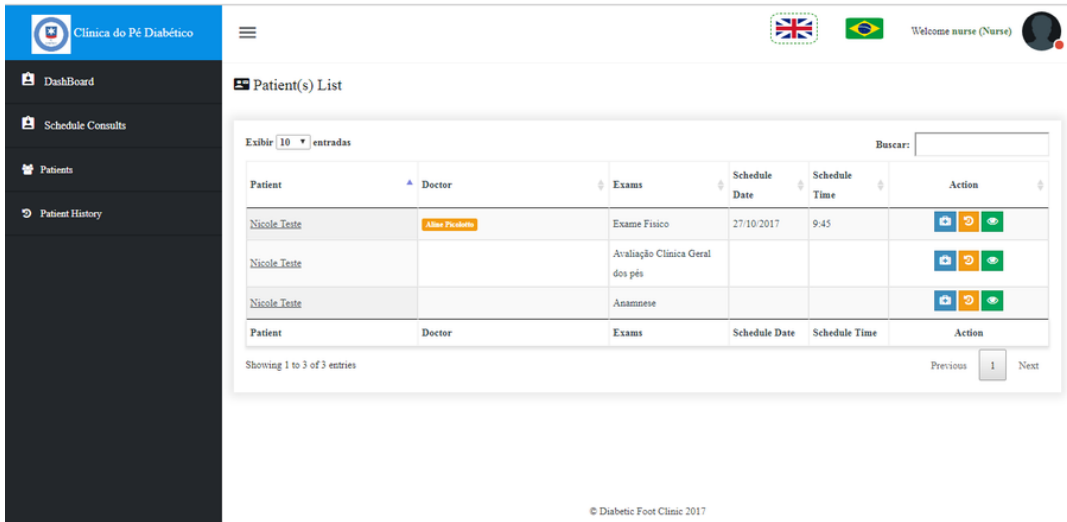 Clínica do Pé Diabético
Welcome nurse (Nurse)
DashBoard
Schedule Consults
Patients
Patient History
Patient(s) List
Exibir 10 entradas
Buscar:
Patient Doctor Exams Schedule Date Schedule Time Action
Nicole Teste Aline Picolotto Exame Físico 27/10/2017 9:45
Nicole Teste Avaliação Clínica Geral dos pés
Nicole Teste Anamnese
Patient Doctor Exams Schedule Date Schedule Time Action
Showing 1 to 3 of 3 entries
Previous 1 Next
© Diabetic Foot Clinic 2017